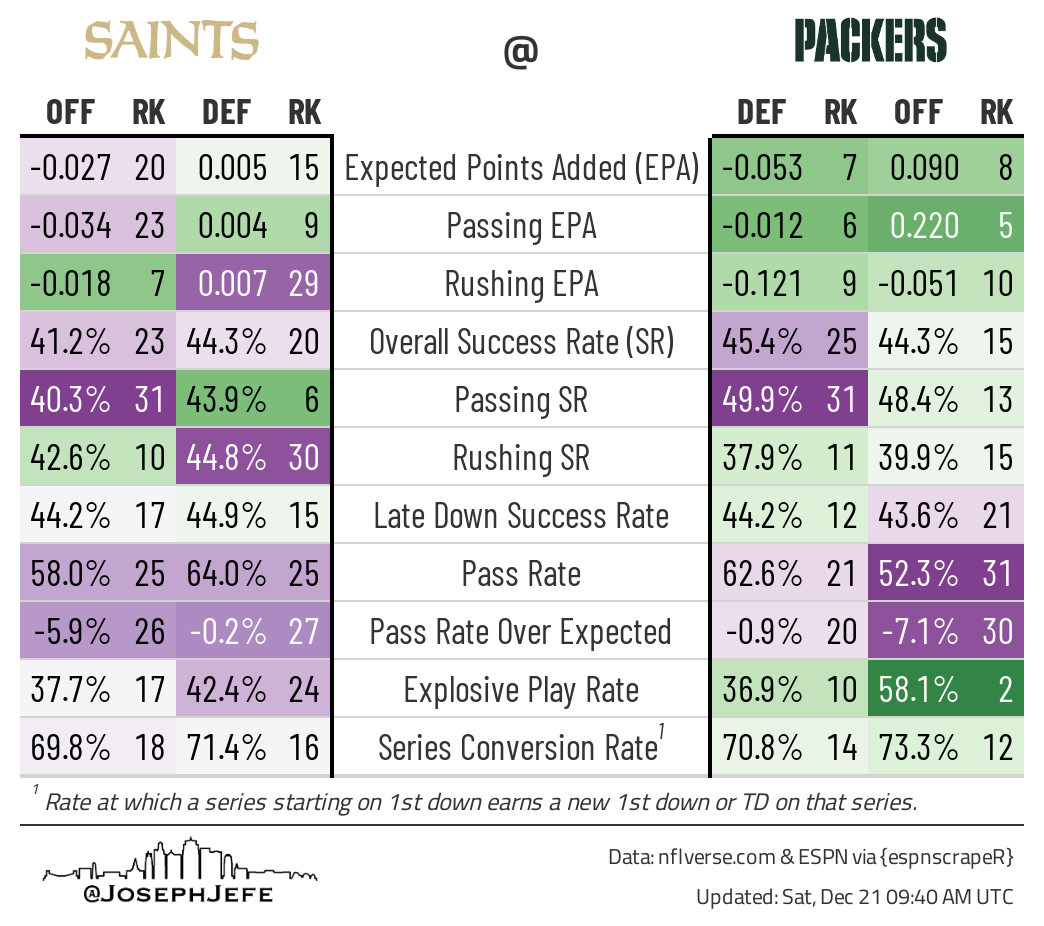 SAINTS @ PACKERS
OFF RK DEF RK DEF RK OFF RK
-0.027 20 0.005 15 Expected Points Added (EPA) -0.053 7 0.090 8
-0.034 23 0.004 9 Passing EPA -0.012 6 0.220 5
-0.018 7 0.007 29 Rushing EPA -0.121 9 -0.051 10
41.2% 23 44.3% 20 Overall Success Rate (SR) 45.4% 25 44.3% 15
40.3% 31 43.9% 6 Passing SR 49.9% 31 48.4% 13
42.6% 10 44.8% 30 Rushing SR 37.9% 11 39.9% 15
44.2% 17 44.9% 15 Late Down Success Rate 44.2% 12 43.6% 21
58.0% 25 64.0% 25 Pass Rate 62.6% 21 52.3% 31
-5.9% 26 -0.2% 27 Pass Rate Over Expected -0.9% 20 -7.1% 30
37.7% 17 42.4% 24 Explosive Play Rate 36.9% 10 58.1% 2
69.8% 18 71.4% 16 Series Conversion Rate1 70.8% 14 73.3% 12
1 Rate at which a series starting on 1st down earns a new 1st down or TD on that series.
@JOSEPHJEFE
Data: nflverse.com & ESPN via {espnscrapeR}
Updated: Sat, Dec 21 09:40 AM UTC